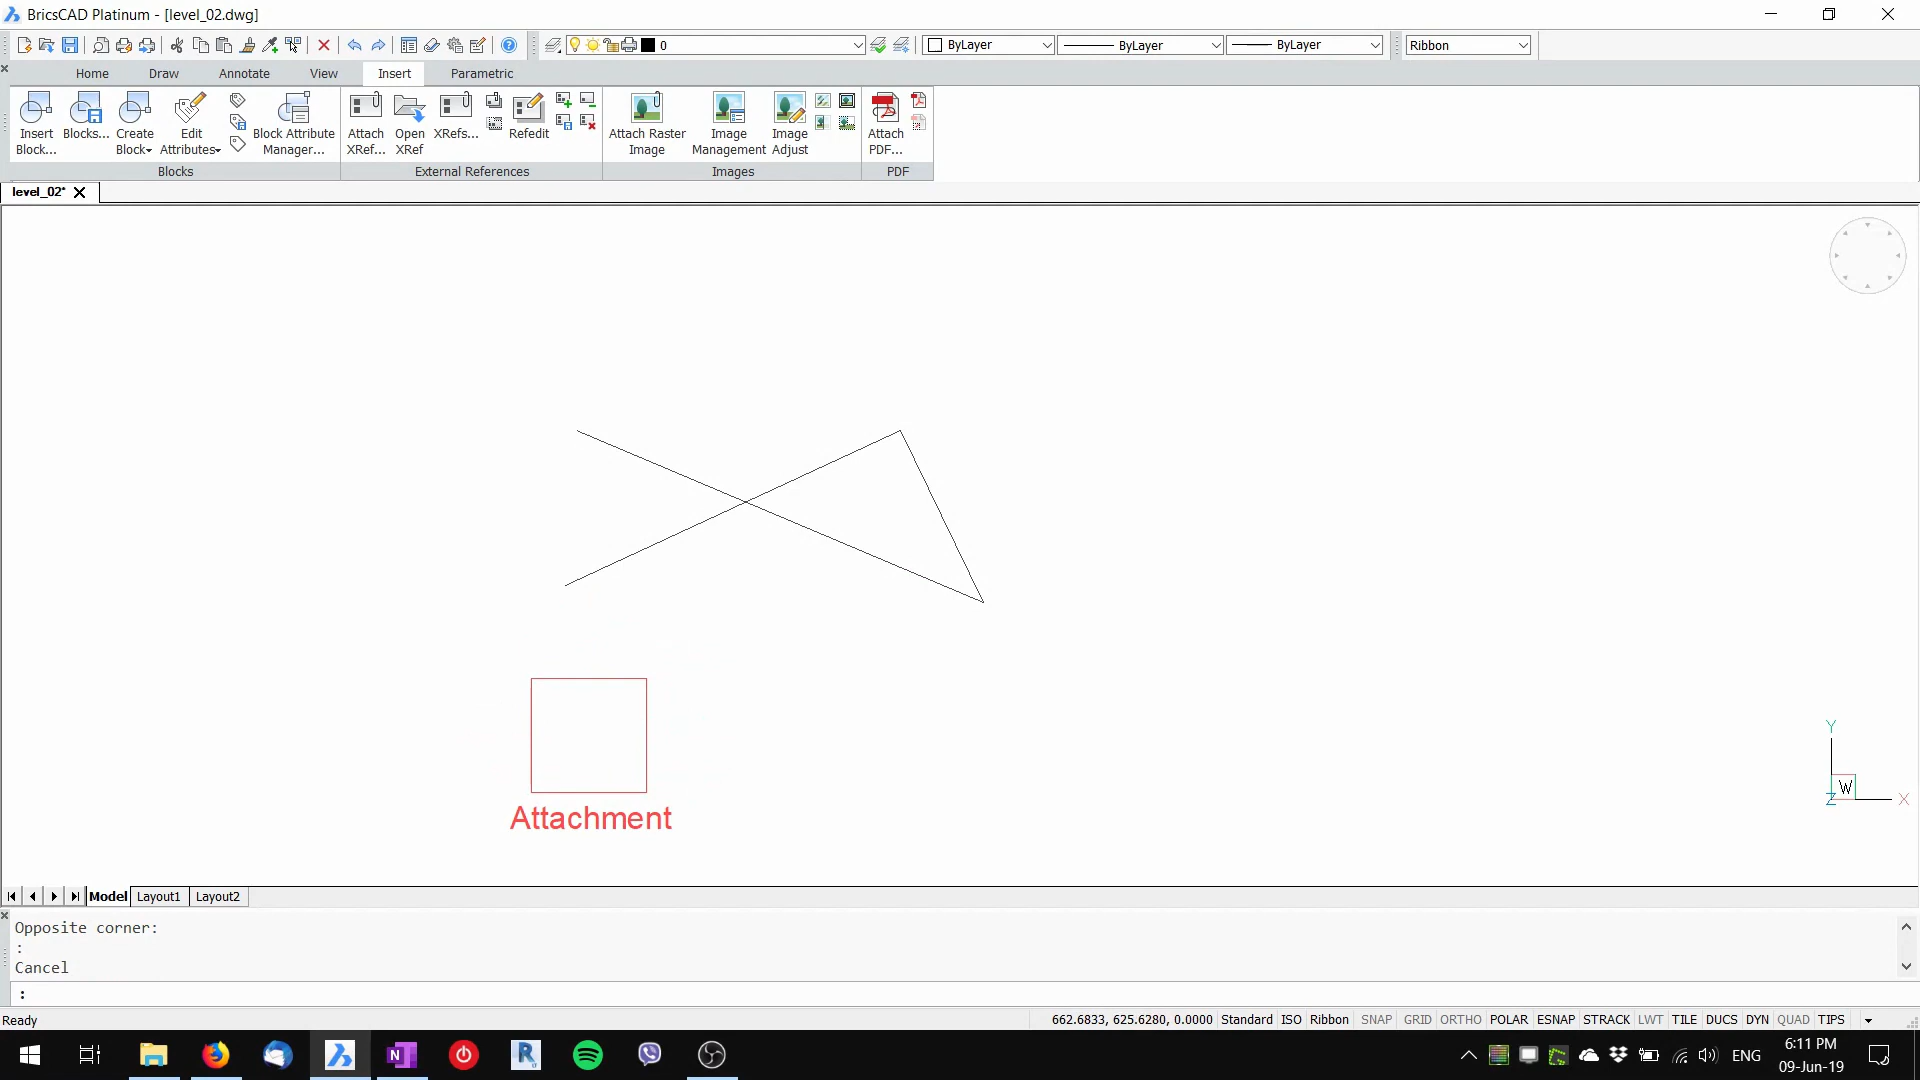 BricsCAD Platinum - [level_02.dwg]
0
ByLayer
ByLayer
ByLayer
Ribbon
Home
Draw
Annotate
View
Insert
Parametric
Insert
Block...
Blocks...
Create
Block
Edit
Attributes
Block Attribute
Manager...
Attach
XRef...
Open
XRef
XRefs...
Refedit
Attach Raster
Image
Image
Management
Image
Adjust
Attach
PDF...
Blocks
External References
Images
PDF
level_02*
Attachment
Y
W
Z
X
Model
Layout1
Layout2
Opposite corner:
:
Cancel
:
Ready
662.6833, 625.6280, 0.0000
Standard
ISO
Ribbon
SNAP
GRID
ORTHO
POLAR
ESNAP
STRACK
LWT
TILE
DUCS
DYN
QUAD
TIPS
N
R
ENG
6:11 PM
09-Jun-19